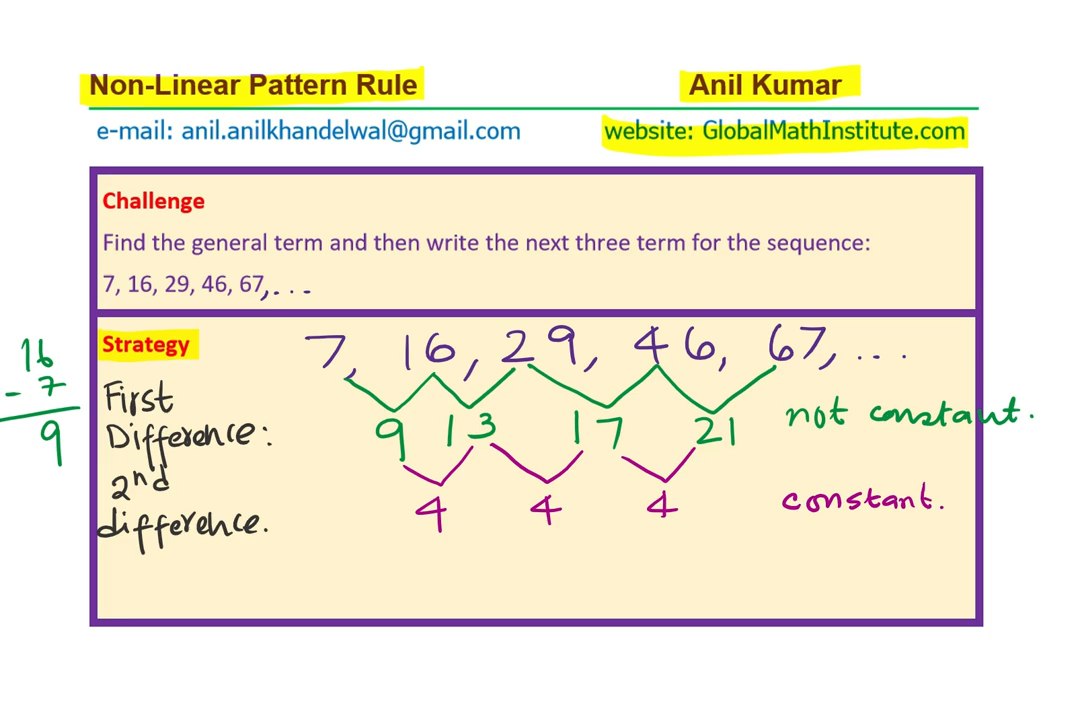 Non-Linear Pattern Rule Anil Kumar
e-mail: anil.anilkhandelwal@gmail.com website: GlobalMathInstitute.com
Challenge
Find the general term and then write the next three term for the sequence:
7, 16, 29, 46, 67,...
Strategy 7, 16, 29, 46, 67, ...
16
- 7
9
First
Difference: 9 13 17 21 not constant.
2nd
difference. 4 4 4 constant.